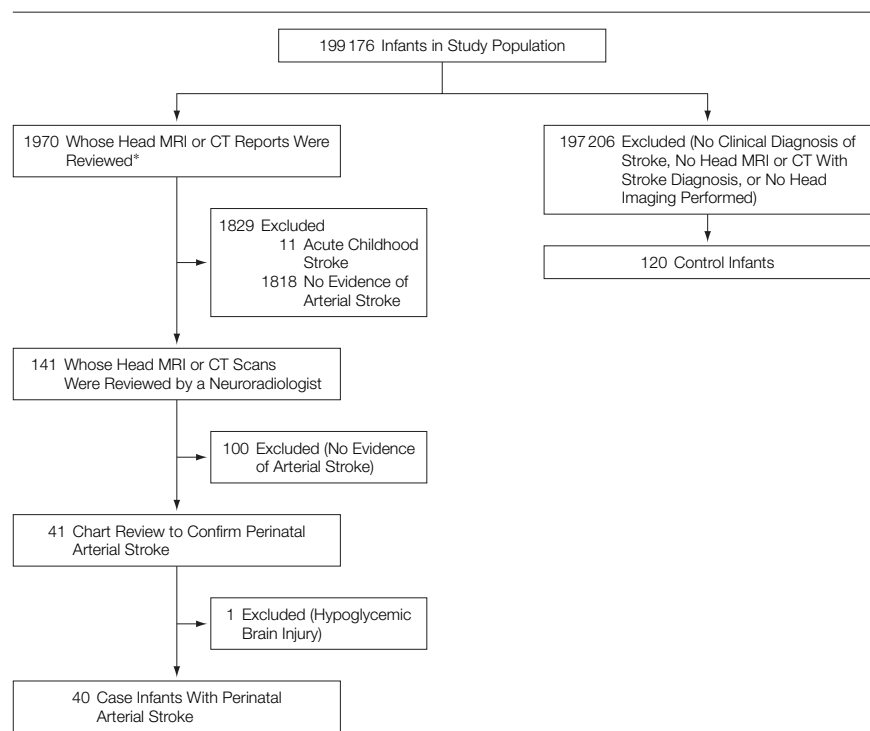 199 176 Infants in Study Population
1970 Whose Head MRI or CT Reports Were
Reviewed*
197 206 Excluded (No Clinical Diagnosis of
Stroke, No Head MRI or CT With
Stroke Diagnosis, or No Head
Imaging Performed)
1829 Excluded
11 Acute Childhood
Stroke
1818 No Evidence of
Arterial Stroke
120 Control Infants
141 Whose Head MRI or CT Scans
Were Reviewed by a Neuroradiologist
100 Excluded (No Evidence
of Arterial Stroke)
41 Chart Review to Confirm Perinatal
Arterial Stroke
1 Excluded (Hypoglycemic
Brain Injury)
40 Case Infants With Perinatal
Arterial Stroke